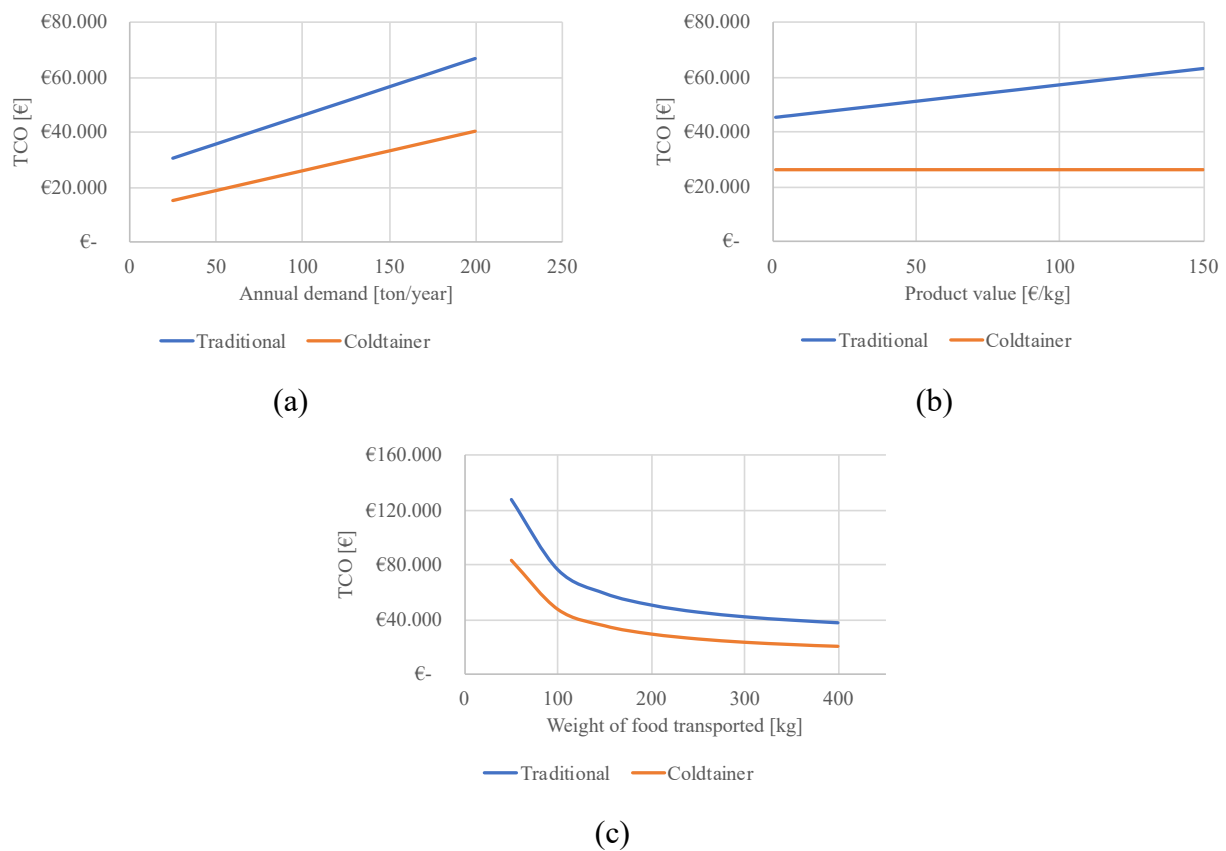 €80.000
€60.000
€40.000
€20.000
€-
TCO [€]
0 50 100 150 200 250
Annual demand [ton/year]
Traditional Coldtainer
(a)
€80.000
€60.000
€40.000
€20.000
€-
TCO [€]
0 50 100 150
Product value [€/kg]
Traditional Coldtainer
(b)
€160.000
€120.000
€80.000
€40.000
€-
TCO [€]
0 100 200 300 400
Weight of food transported [kg]
Traditional Coldtainer
(c)